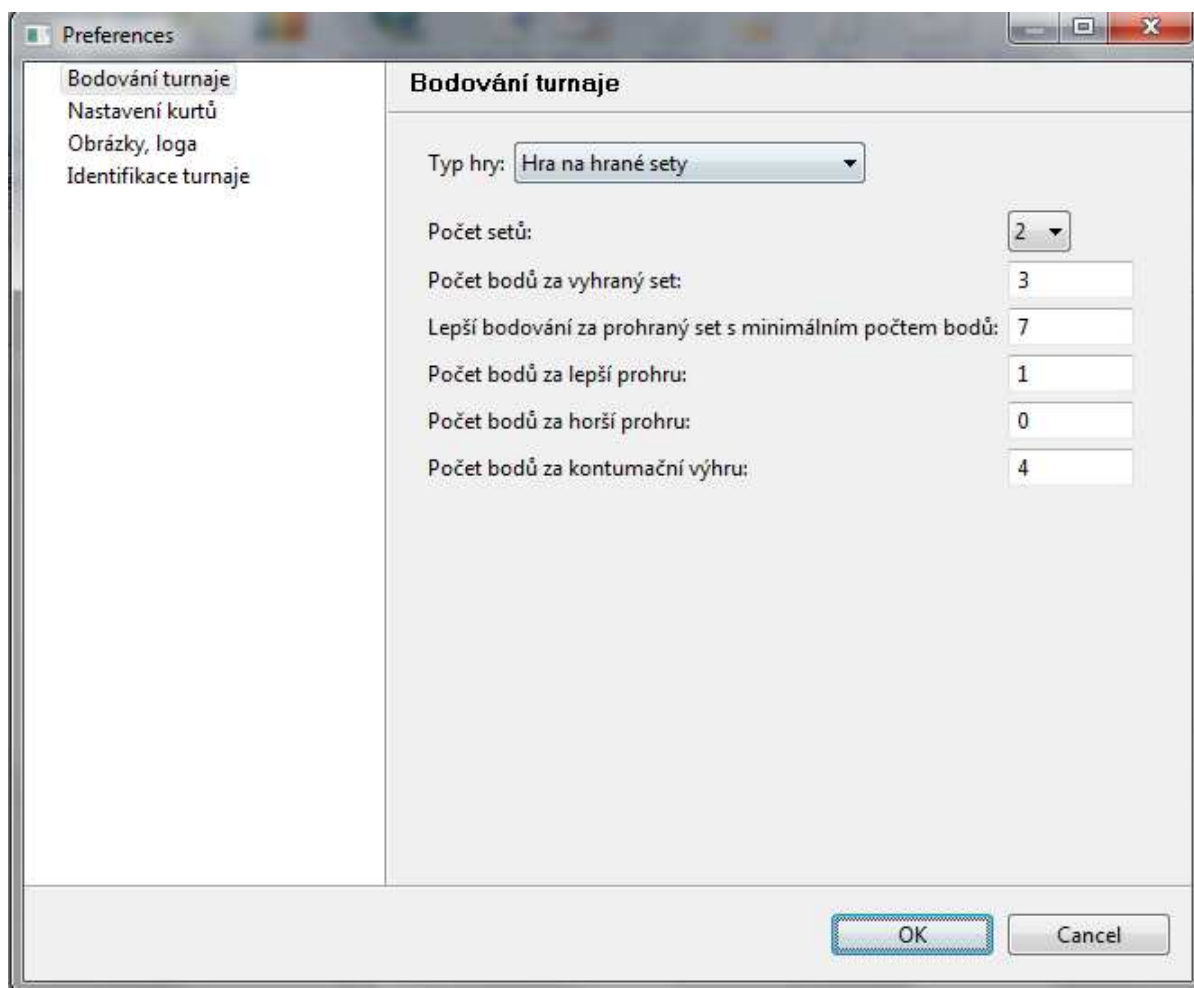 Preferences
Bodování turnaje
Nastavení kurtů
Obrázky, loga
Identifikace turnaje
Bodování turnaje
Typ hry: Hra na hrané sety
Počet setů: 2
Počet bodů za vyhraný set: 3
Lepší bodování za prohraný set s minimálním počtem bodů: 7
Počet bodů za lepší prohru: 1
Počet bodů za horší prohru: 0
Počet bodů za kontumační výhru: 4
OK Cancel